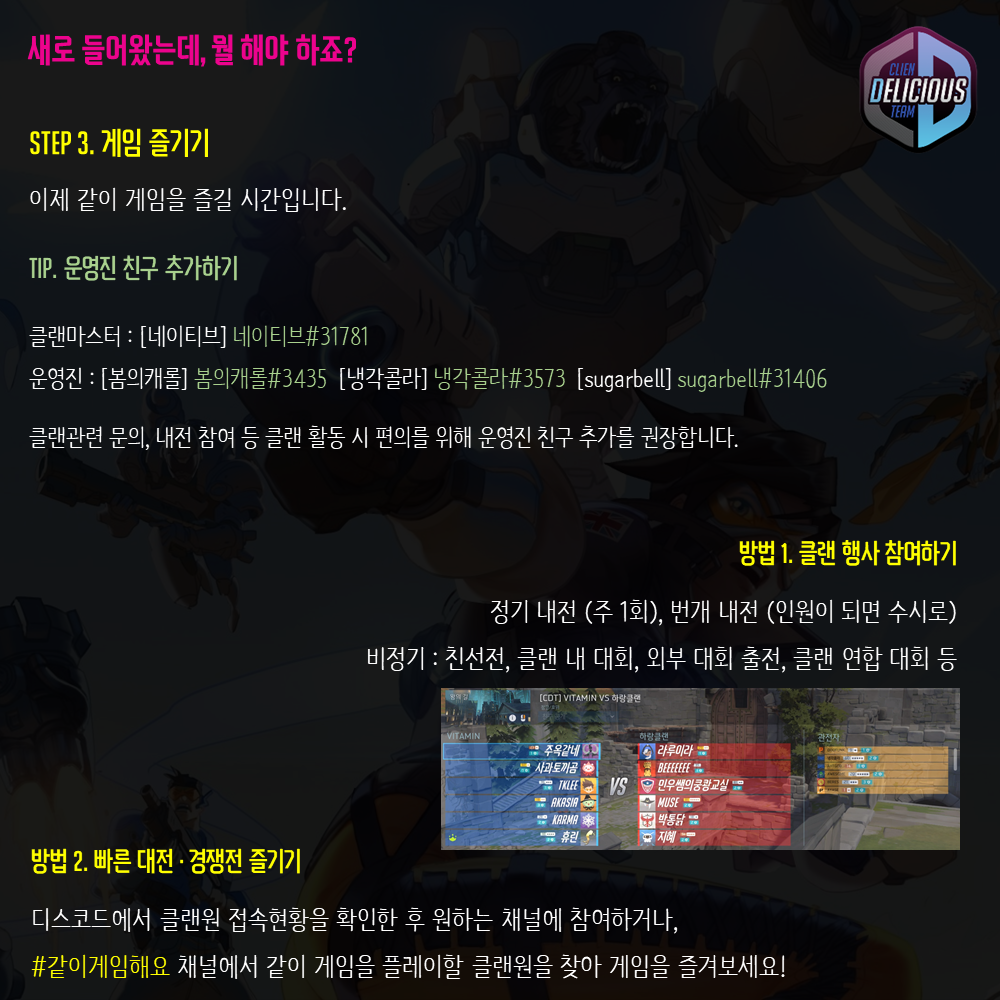 새로 들어왔는데, 뭘 해야 하죠?
CLIEN
DELICIOUS
TEAM
STEP 3. 게임 즐기기
이제 같이 게임을 즐길 시간입니다.
TIP. 운영진 친구 추가하기
클랜마스터 : [네이티브] 네이티브#31781
운영진 : [봄의캐롤] 봄의캐롤#3435 [냉각콜라] 냉각콜라#3573 [sugarbell] sugarbell#31406
클랜관련 문의, 내전 참여 등 클랜 활동 시 편의를 위해 운영진 친구 추가를 권장합니다.
방법 1. 클랜 행사 참여하기
정기 내전 (주 1회), 번개 내전 (인원이 되면 수시로)
비정기 : 친선전, 클랜 내 대회, 외부 대회 출전, 클랜 연합 대회 등
[CDT] VITAMIN VS 하랑클랜
VITAMIN
하랑클랜
관전자
주옥같네
랴루미라
사과토끼곰
BEEEEEEE
TKLEE
VS
민우쌤의쿵쾅교실
AKASIA
MUSE
KARMA
박통닭
휴린
지혜
방법 2. 빠른 대전 · 경쟁전 즐기기
디스코드에서 클랜원 접속현황을 확인한 후 원하는 채널에 참여하거나,
#같이게임해요 채널에서 같이 게임을 플레이할 클랜원을 찾아 게임을 즐겨보세요!